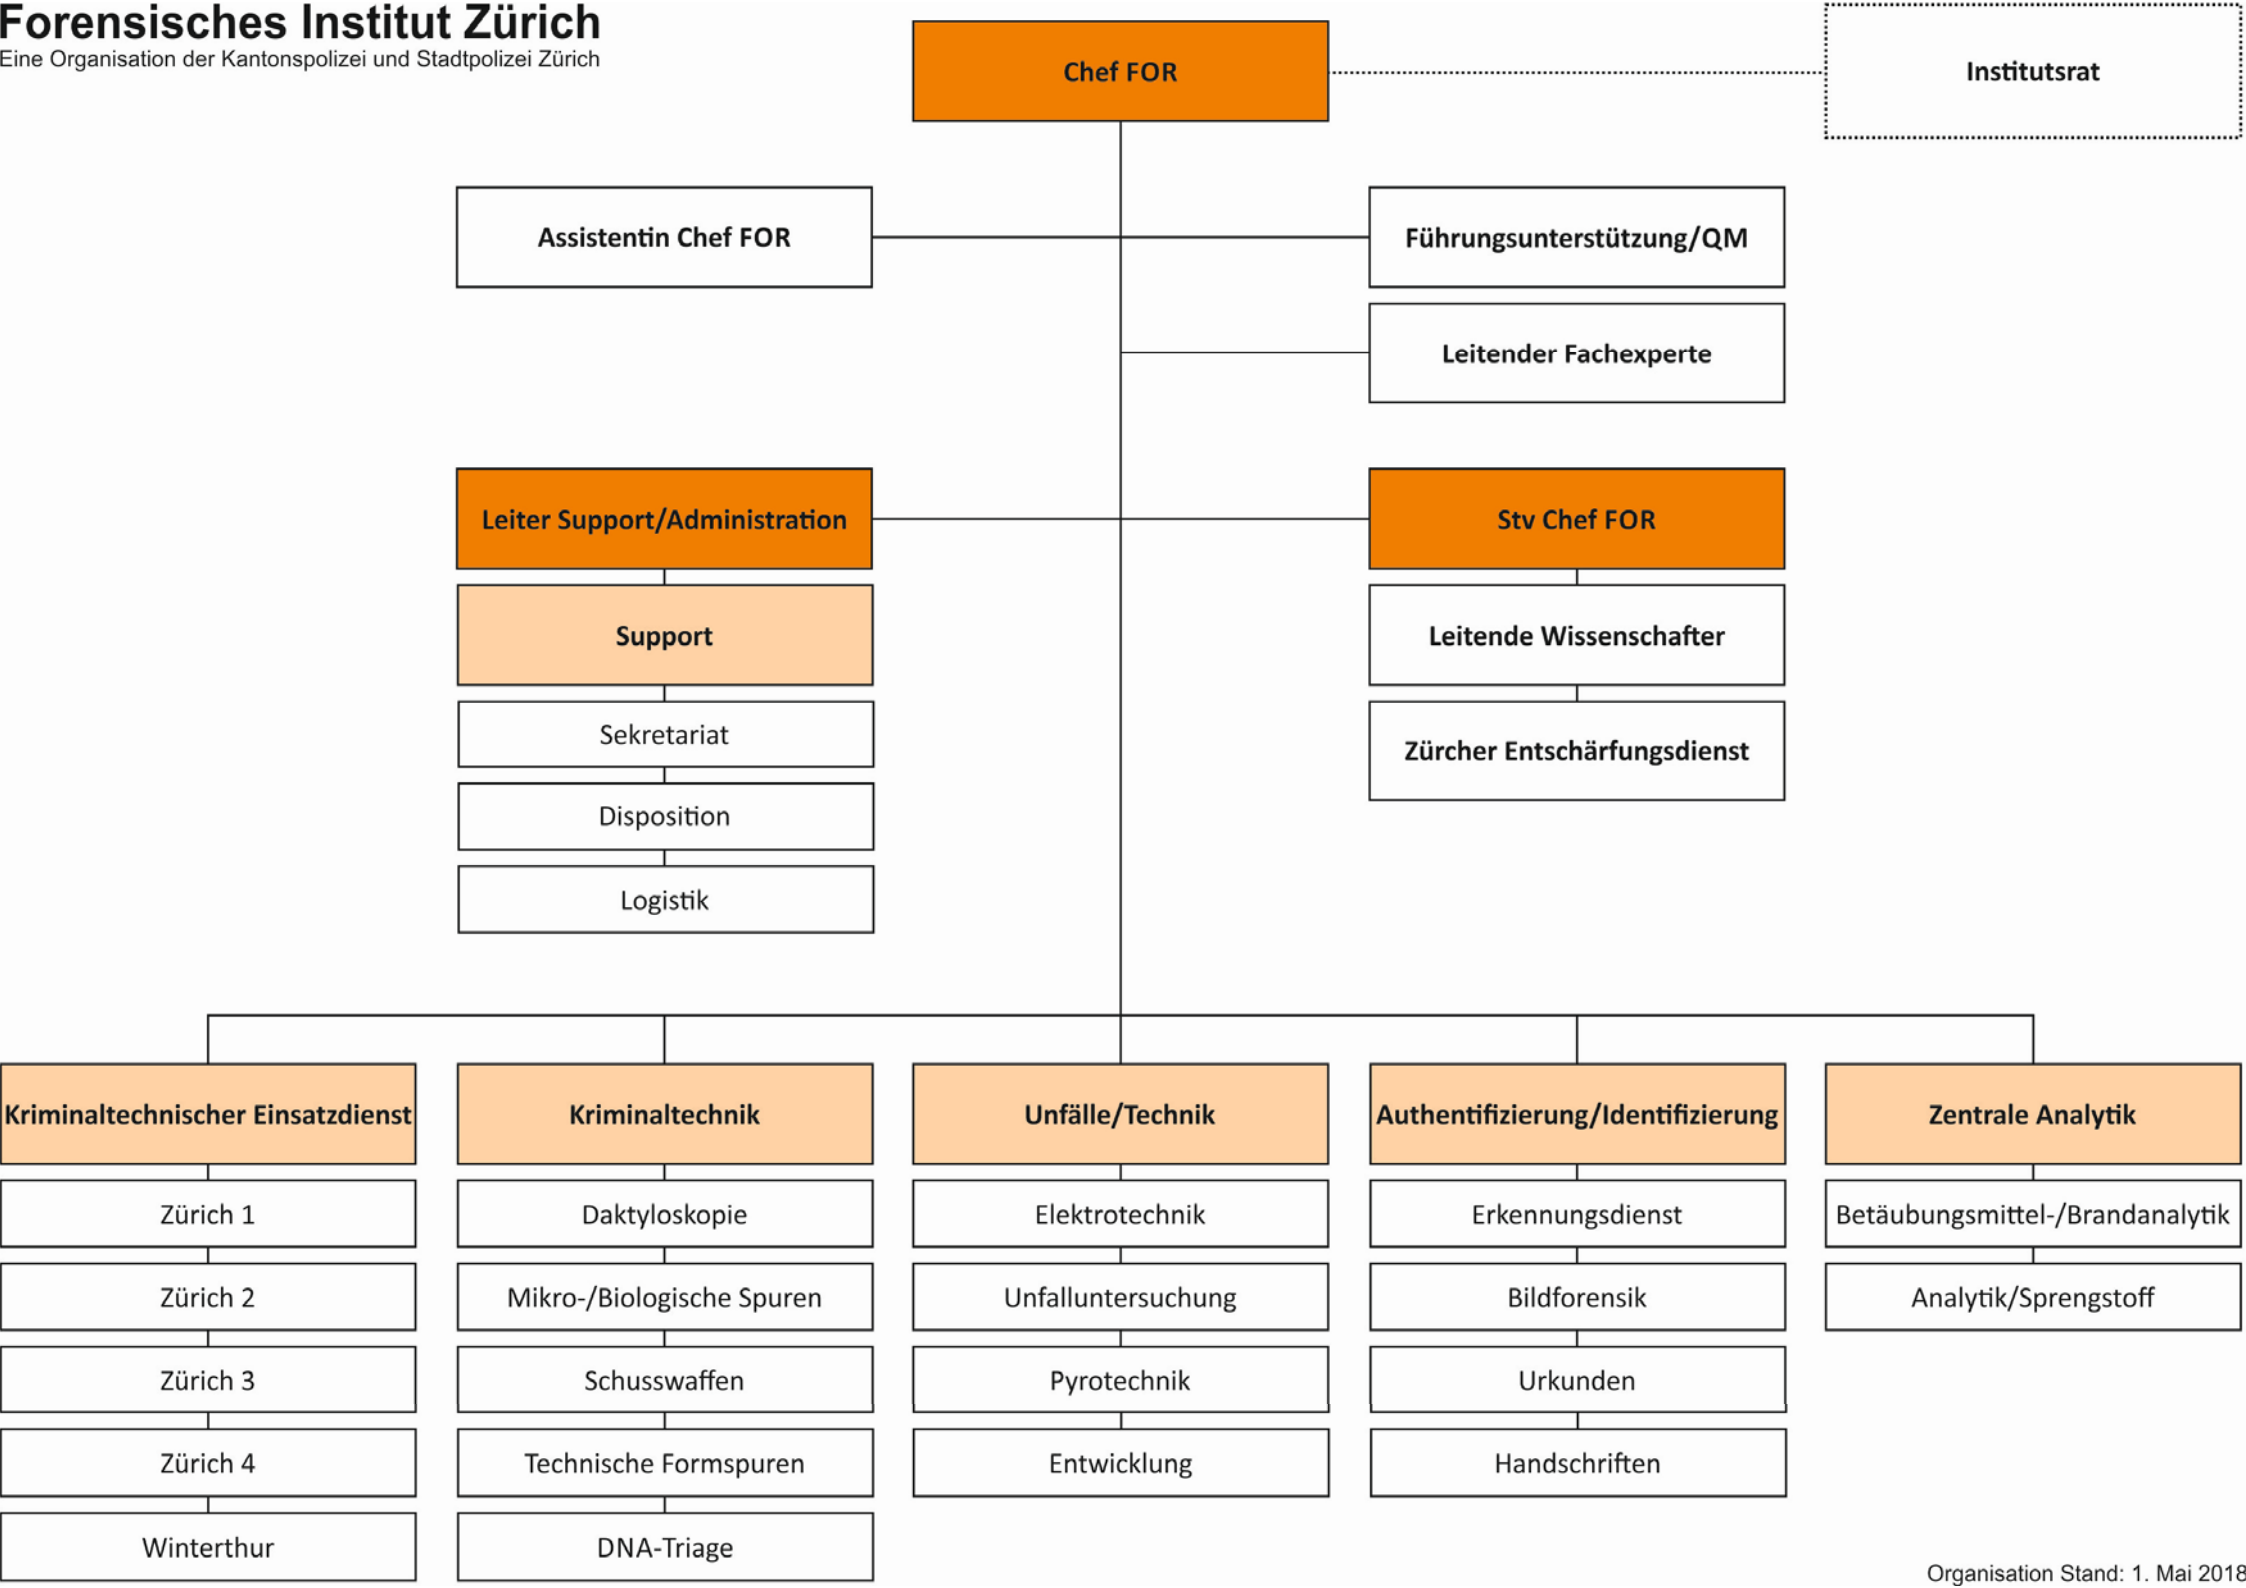 Forensisches Institut Zürich
Eine Organisation der Kantonspolizei und Stadtpolizei Zürich
Chef FOR
Institutsrat
Assistentin Chef FOR
Führungsunterstützung/QM
Leitender Fachexperte
Leiter Support/Administration
Stv Chef FOR
Support
Leitende Wissenschafter
Sekretariat
Zürcher Entschärfungsdienst
Disposition
Logistik
Kriminaltechnischer Einsatzdienst
Kriminaltechnik
Unfälle/Technik
Authentifizierung/Identifizierung
Zentrale Analytik
Zürich 1
Daktyloskopie
Elektrotechnik
Erkennungsdienst
Betäubungsmittel-/Brandanalytik
Zürich 2
Mikro-/Biologische Spuren
Unfalluntersuchung
Bildforensik
Analytik/Sprengstoff
Zürich 3
Schusswaffen
Pyrotechnik
Urkunden
Zürich 4
Technische Formspuren
Entwicklung
Handschriften
Winterthur
DNA-Triage
Organisation Stand: 1. Mai 2018